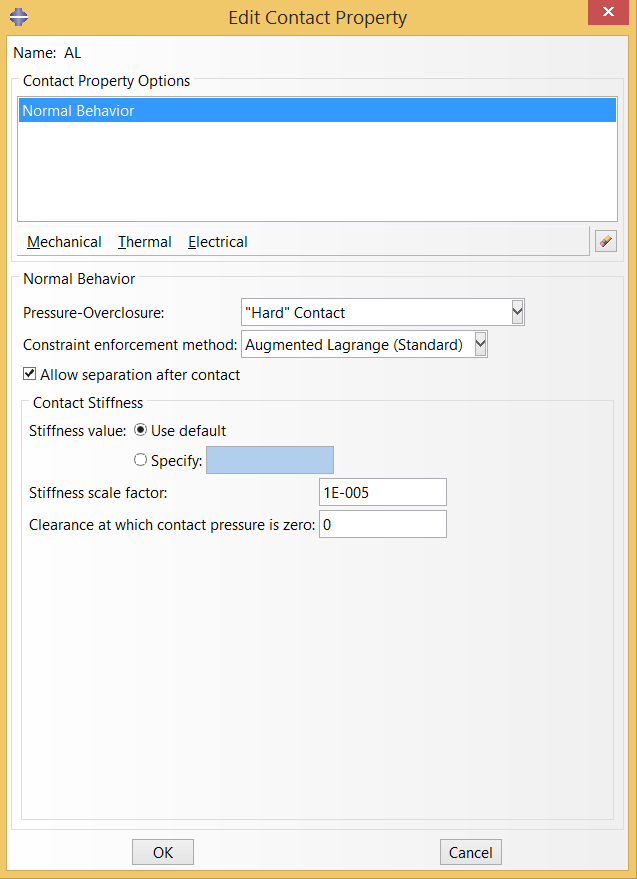 Edit Contact Property
Name: AL
Contact Property Options
Normal Behavior
Mechanical Thermal Electrical
Normal Behavior
Pressure-Overclosure: "Hard" Contact
Constraint enforcement method: Augmented Lagrange (Standard)
Allow separation after contact
Contact Stiffness
Stiffness value: Use default
Specify:
Stiffness scale factor: 1E-005
Clearance at which contact pressure is zero: 0
OK Cancel